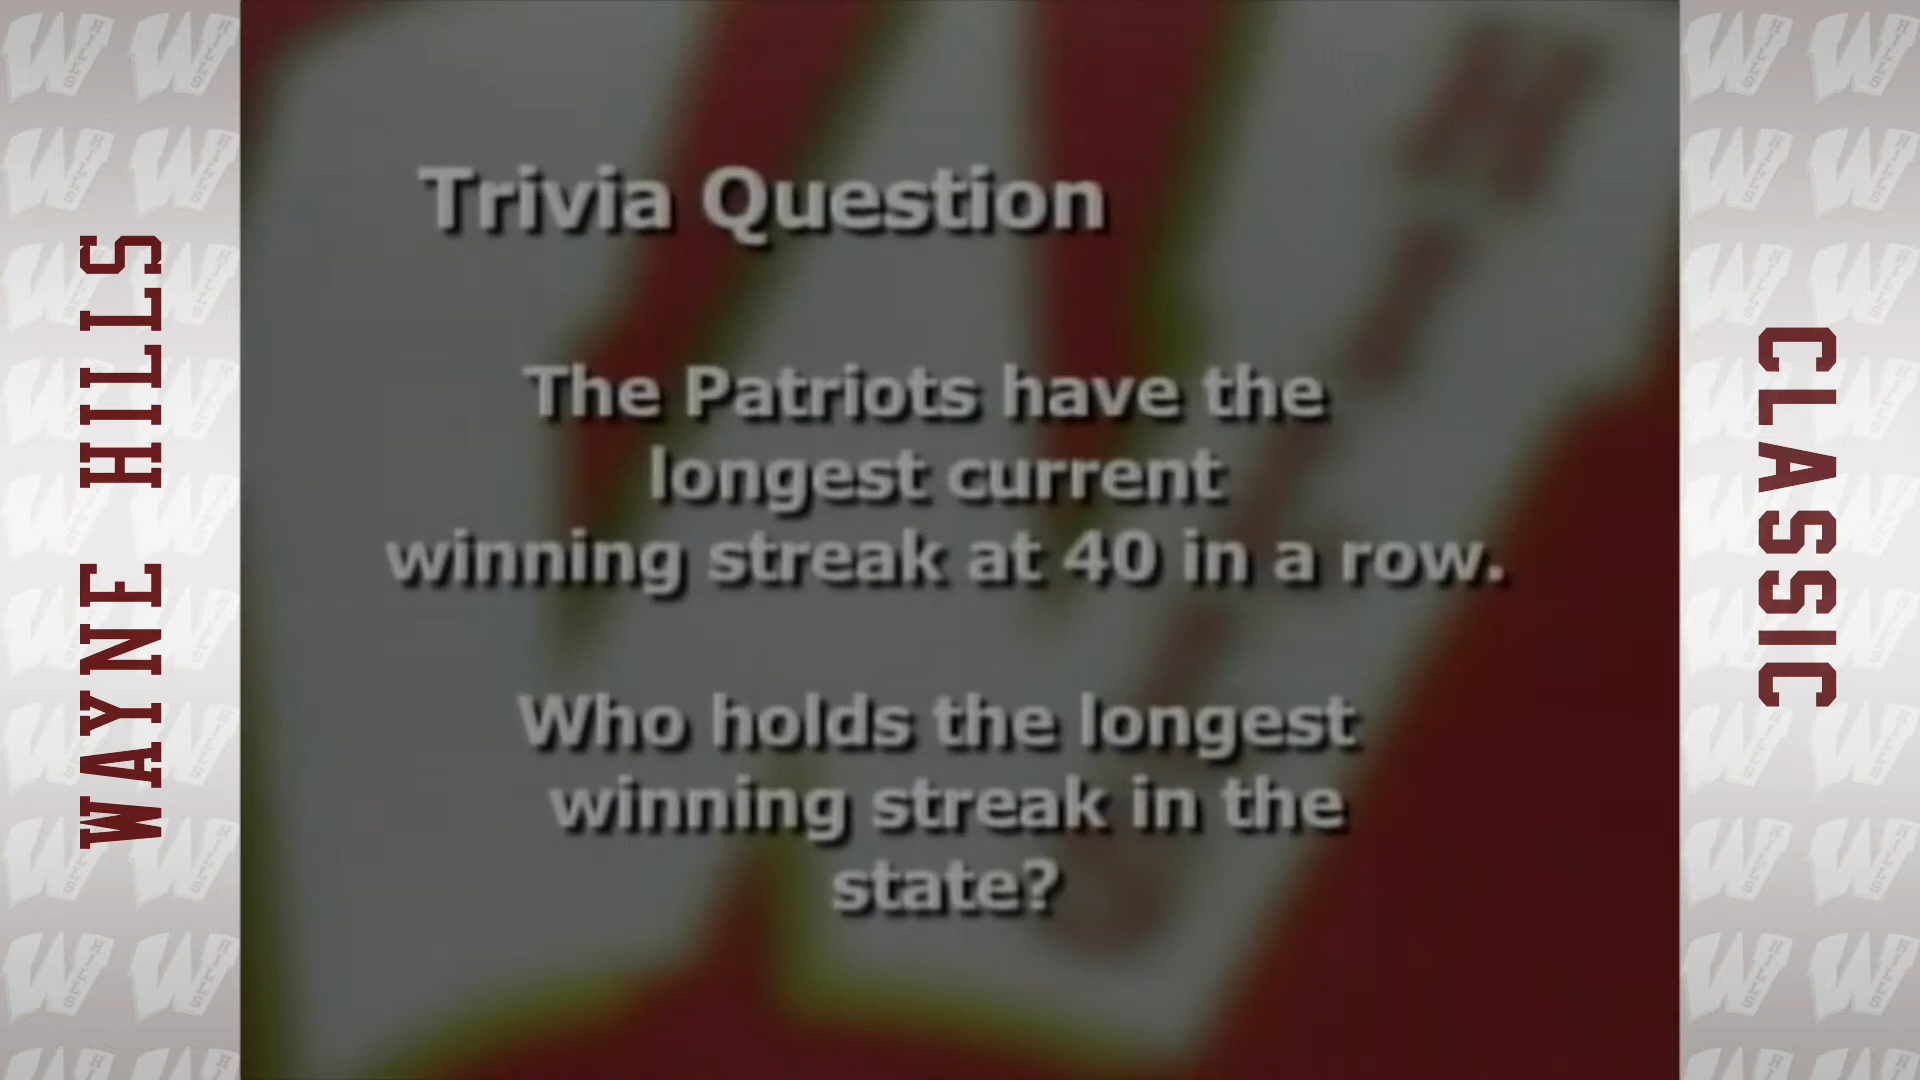 WAYNE HILLS
Trivia Question
The Patriots have the
longest current
winning streak at 40 in a row.
Who holds the longest
winning streak in the
state?
CLASSIC